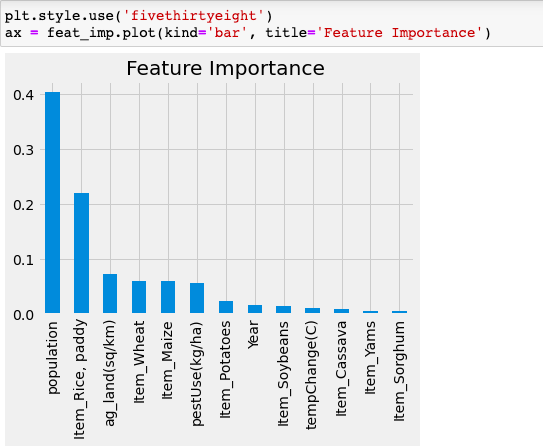 plt.style.use('fivethirtyeight')
ax = feat_imp.plot(kind='bar', title='Feature Importance')
Feature Importance
0.4
0.3
0.2
0.1
0.0
population
Item_Rice, paddy
ag_land(sq/km)
Item_Wheat
Item_Maize
pestUse(kg/ha)
Item_Potatoes
Year
Item_Soybeans
tempChange(C)
Item_Cassava
Item_Yams
Item_Sorghum